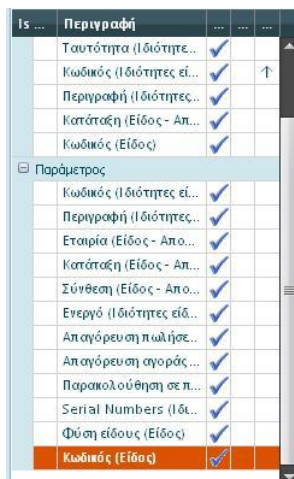 Is ... Περιγραφή ... ... ...
Ταυτότητα (Ιδιότητε...
Κωδικός (Ιδιότητες εί...
Περιγραφή (Ιδιότητες...
Κατάταξη (Είδος - Απ...
Κωδικός (Είδος)
Παράμετρος
Κωδικός (Ιδιότητες εί...
Περιγραφή (Ιδιότητες...
Εταιρία (Είδος - Απο...
Κατάταξη (Είδος - Απ...
Σύνθεση (Είδος - Απο...
Ενεργό (Ιδιότητες είδ...
Απαγόρευση πωλήσε...
Απαγόρευση αγοράς ...
Παρακολούθηση σε π...
Serial Numbers (Ιδι...
Φύση είδους (Είδος)
Κωδικός (Είδος)